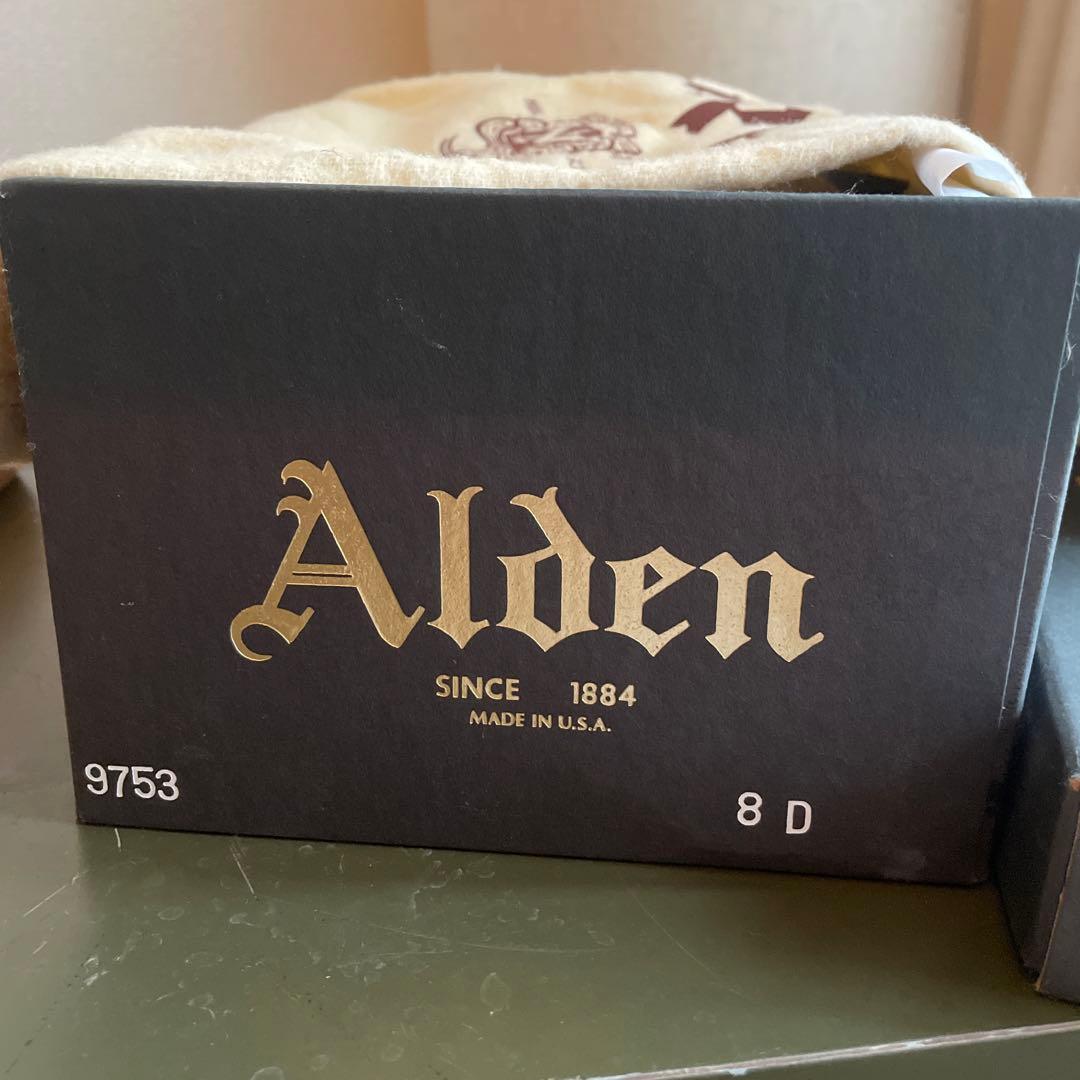 Alden
SINCE 1884
MADE IN U.S.A.
9753
8 D